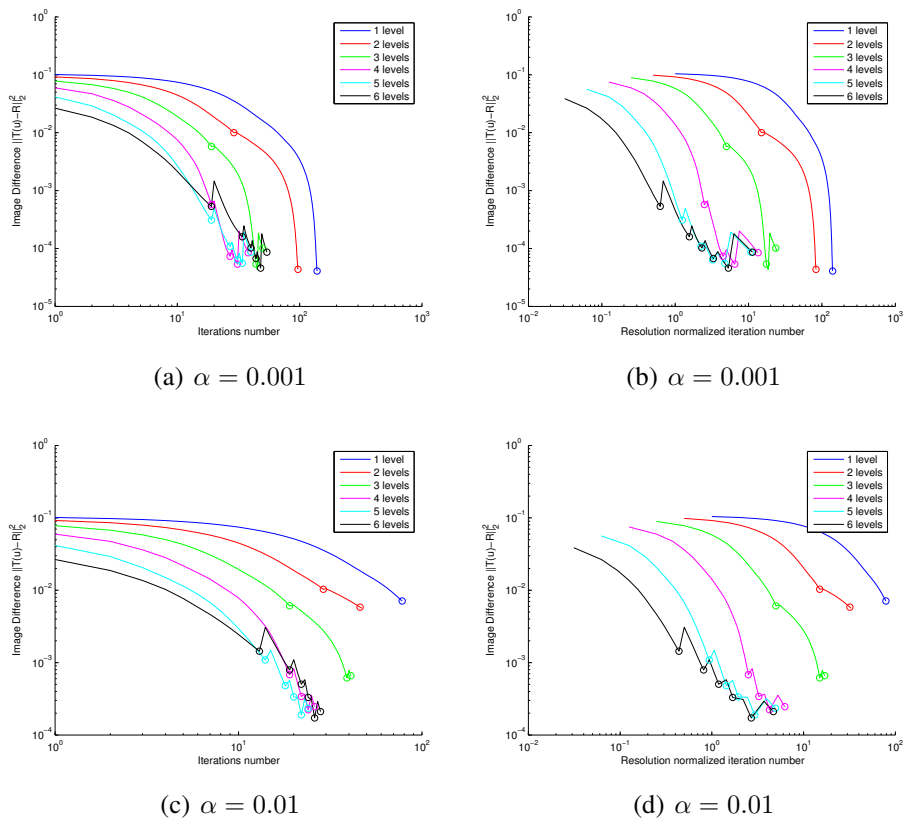 10^0
10^-1
10^-2
10^-3
10^-4
10^-5
Image Difference ||T(u)−R||_2^2
10^0
10^1
10^2
10^3
Iterations number
1 level
2 levels
3 levels
4 levels
5 levels
6 levels
(a) α = 0.001
10^0
10^-1
10^-2
10^-3
10^-4
10^-5
Image Difference ||T(u)−R||_2^2
10^-2
10^-1
10^0
10^1
10^2
10^3
Resolution normalized iteration number
1 level
2 levels
3 levels
4 levels
5 levels
6 levels
(b) α = 0.001
10^0
10^-1
10^-2
10^-3
10^-4
Image Difference ||T(u)−R||_2^2
10^0
10^1
10^2
Iterations number
1 level
2 levels
3 levels
4 levels
5 levels
6 levels
(c) α = 0.01
10^0
10^-1
10^-2
10^-3
10^-4
Image Difference ||T(u)−R||_2^2
10^-2
10^-1
10^0
10^1
10^2
Resolution normalized iteration number
1 level
2 levels
3 levels
4 levels
5 levels
6 levels
(d) α = 0.01